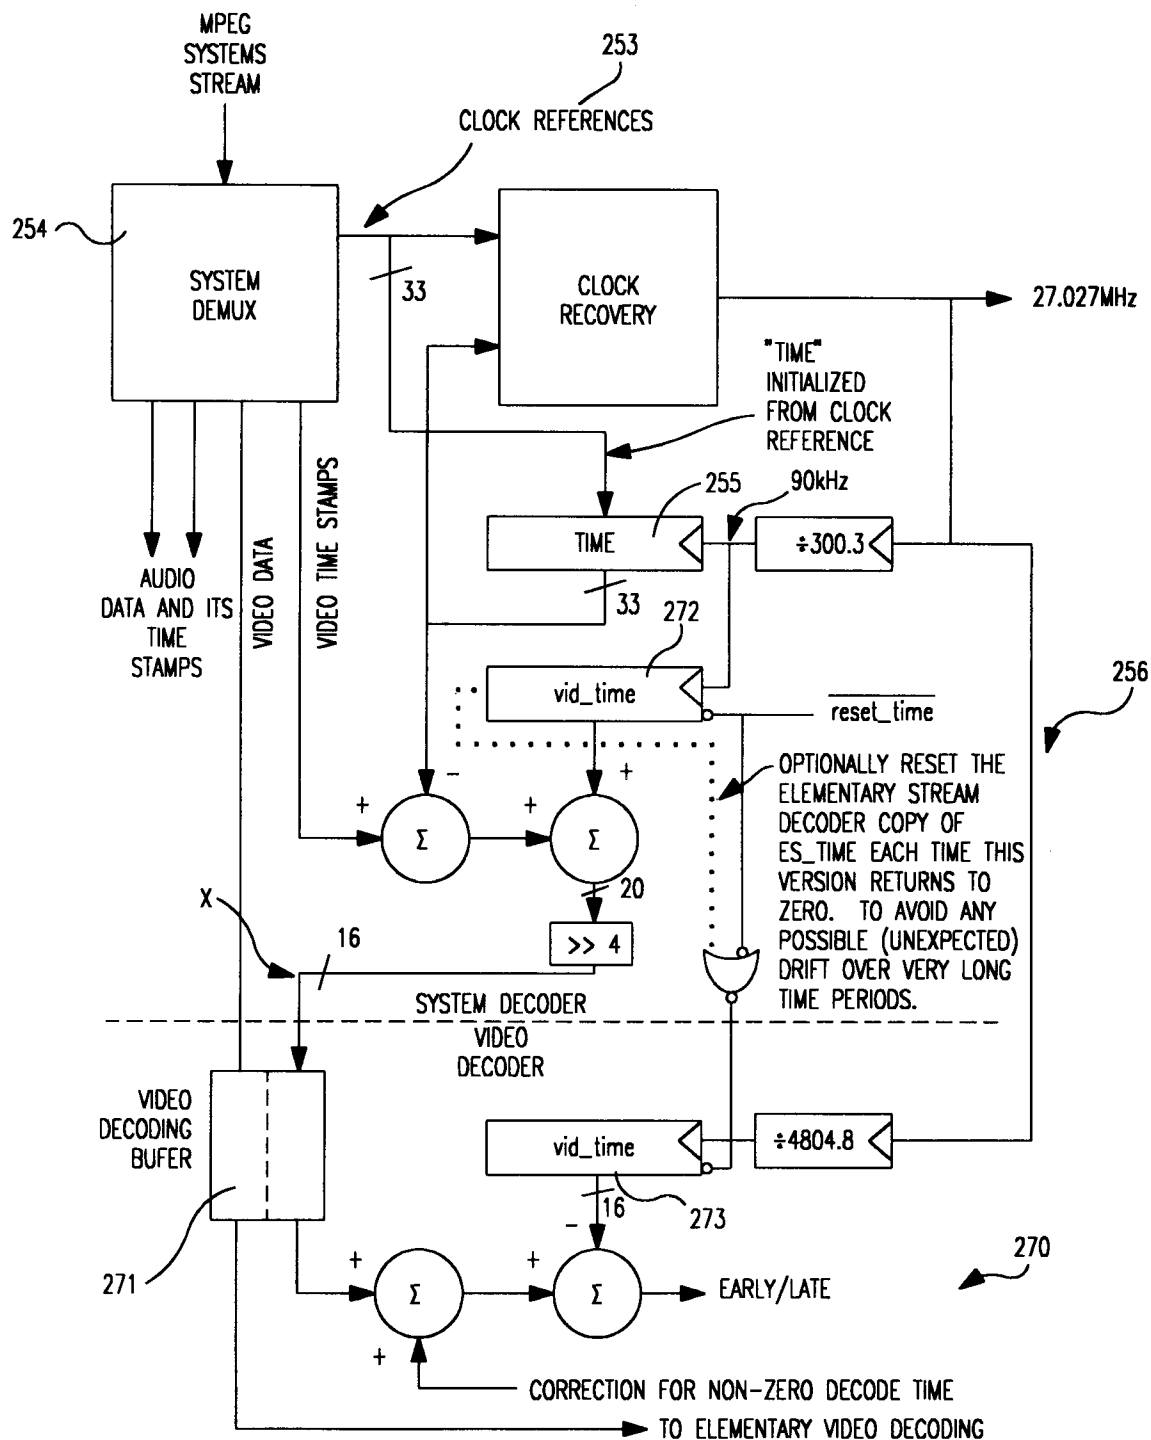 MPEG
SYSTEMS
STREAM
253
CLOCK REFERENCES
254
SYSTEM
DEMUX
33
CLOCK
RECOVERY
27.027MHz
"TIME"
INITIALIZED
FROM CLOCK
REFERENCE
255
90kHz
TIME
÷300.3
33
AUDIO
DATA AND ITS
TIME
STAMPS
VIDEO DATA
VIDEO TIME STAMPS
272
vid_time
reset_time
256
-
+
+
+
Σ
Σ
OPTIONALLY RESET THE
ELEMENTARY STREAM
DECODER COPY OF
ES_TIME EACH TIME THIS
VERSION RETURNS TO
ZERO. TO AVOID ANY
POSSIBLE (UNEXPECTED)
DRIFT OVER VERY LONG
TIME PERIODS.
20
X
16
>> 4
SYSTEM DECODER
VIDEO
DECODER
VIDEO
DECODING
BUFER
vid_time
÷4804.8
16
273
271
-
+
+
Σ
Σ
+
EARLY/LATE
270
CORRECTION FOR NON-ZERO DECODE TIME
TO ELEMENTARY VIDEO DECODING